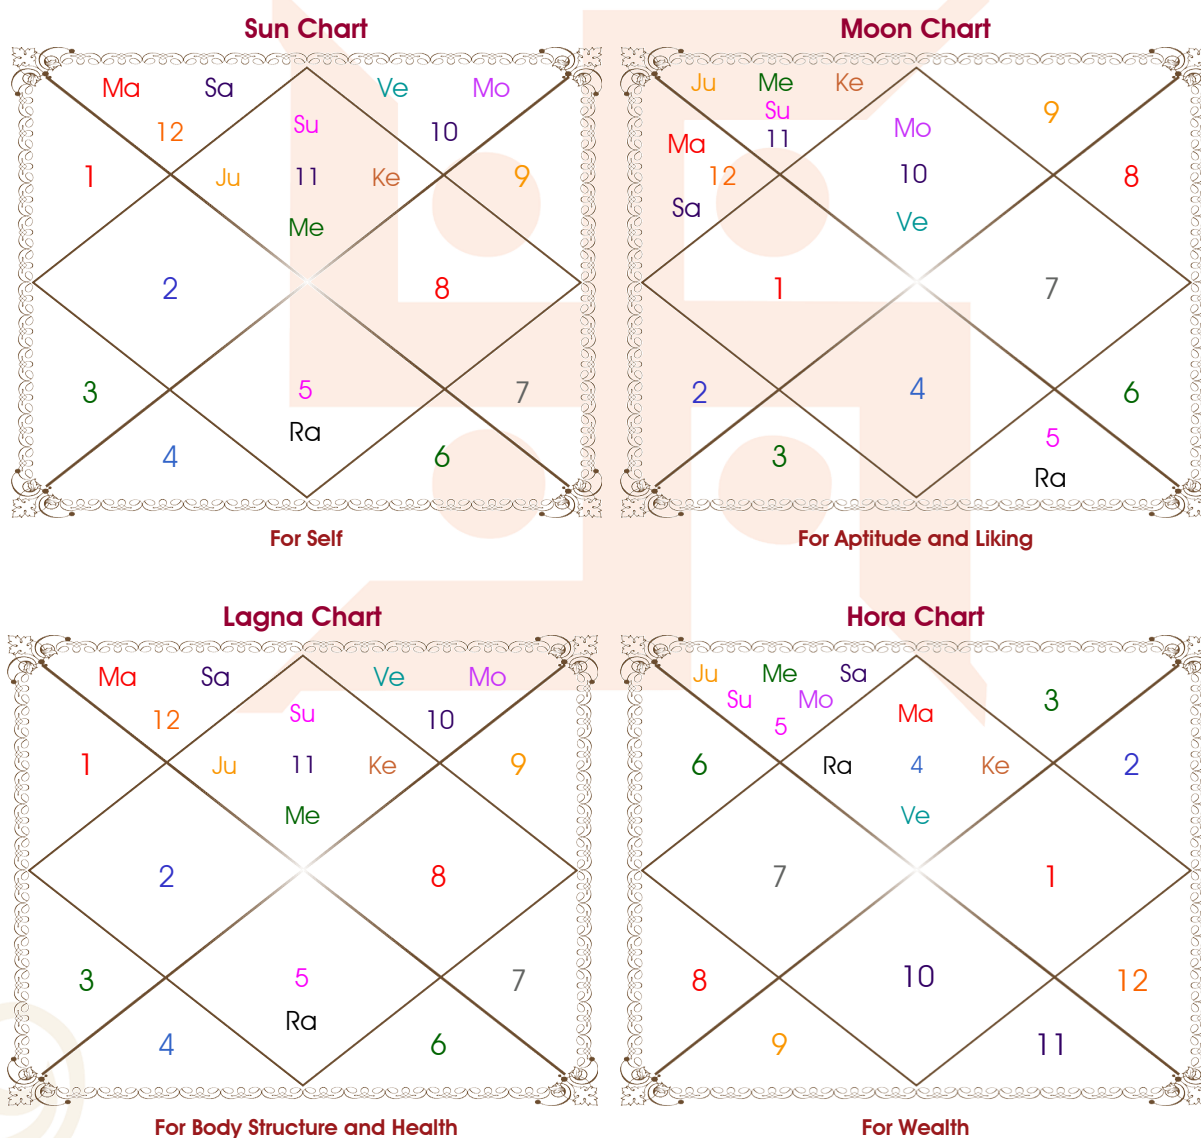 Sun Chart
Ma Sa Ve Mo
Su
12 10
1 Ju 11 Ke 9
Me
2 8
3 5 7
Ra
4 6
For Self
Moon Chart
Ju Me Ke
Su
9
Mo
11
Ma
12 10 8
Sa
Ve
1 7
2 4 6
5
3
Ra
For Aptitude and Liking
Lagna Chart
Ma Sa Ve Mo
Su
12 10
1 Ju 11 Ke 9
Me
2 8
3 5 7
Ra
4 6
For Body Structure and Health
Hora Chart
Ju Me Sa
Su Mo 3
Ma
5
6 Ra 4 Ke 2
Ve
7 1
8 10 12
9 11
For Wealth